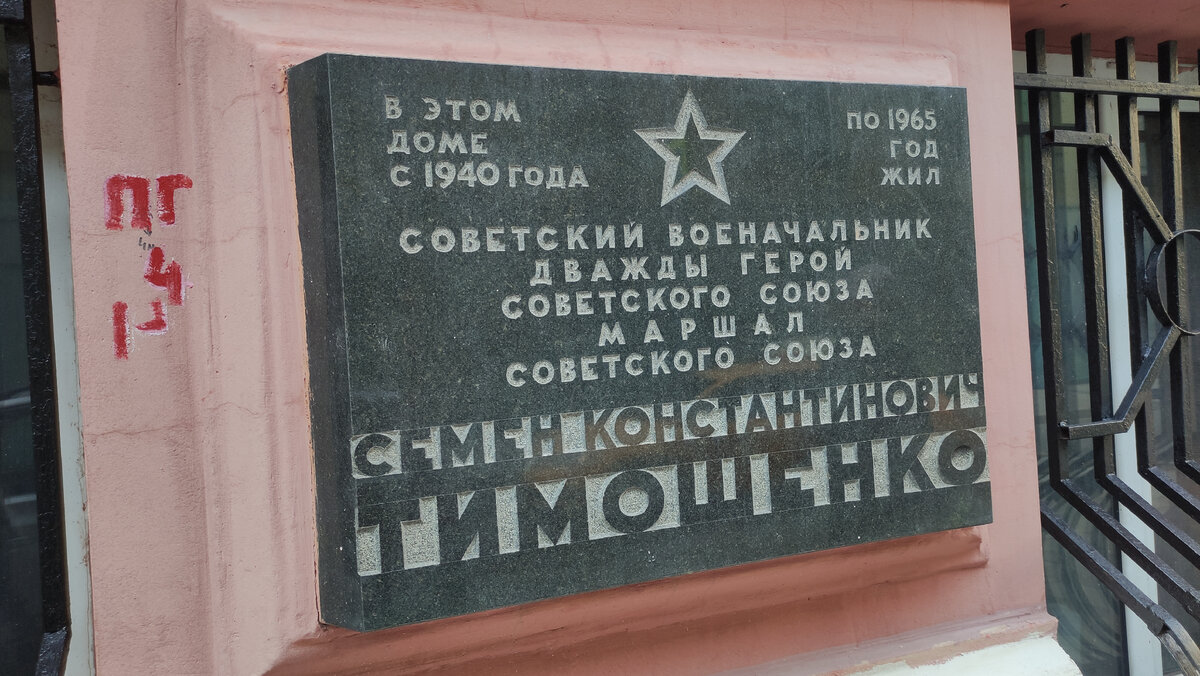 В ЭТОМ
ДОМЕ
С 1940 ГОДА
ПО 1965
ГОД
ЖИЛ
СОВЕТСКИЙ ВОЕНАЧАЛЬНИК
ДВАЖДЫ ГЕРОЙ
СОВЕТСКОГО СОЮЗА
МАРШАЛ
СОВЕТСКОГО СОЮЗА
СЕМЕН КОНСТАНТИНОВИЧ
ТИМОШЕНКО
ПГ